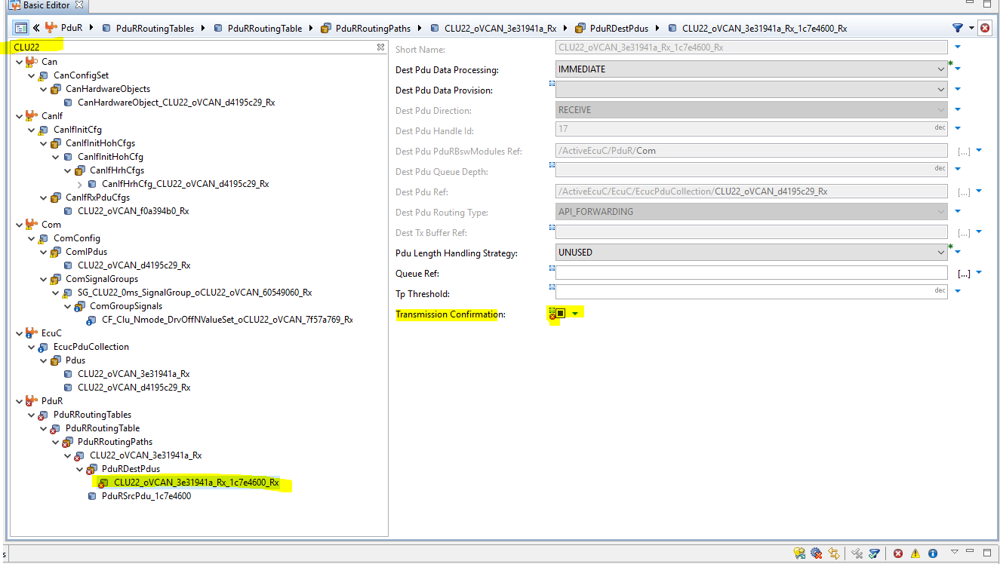 Basic Editor
PduR PduRRoutingTables PduRRoutingTable PduRRoutingPaths CLU22_oVCAN_3e31941a_Rx PduRDestPdus CLU22_oVCAN_3e31941a_Rx_1c7e4600_Rx
CLU22
Can
CanConfigSet
CanHardwareObjects
CanHardwareObject_CLU22_oVCAN_d4195c29_Rx
CanIf
CanIfInitCfg
CanIfInitHohCfgs
CanIfInitHohCfg
CanIfHrhCfgs
CanIfHrhCfg_CLU22_oVCAN_d4195c29_Rx
CanIfRxPduCfgs
CLU22_oVCAN_f0a394b0_Rx
Com
ComConfig
ComIPdus
CLU22_oVCAN_d4195c29_Rx
ComSignalGroups
SG_CLU22_0ms_SignalGroup_oCLU22_oVCAN_60549060_Rx
ComGroupSignals
CF_Clu_Nmode_DrvOffNValueSet_oCLU22_oVCAN_7f57a769_Rx
EcuC
EcucPduCollection
Pdus
CLU22_oVCAN_3e31941a_Rx
CLU22_oVCAN_d4195c29_Rx
PduR
PduRRoutingTables
PduRRoutingTable
PduRRoutingPaths
CLU22_oVCAN_3e31941a_Rx
PduRDestPdus
CLU22_oVCAN_3e31941a_Rx_1c7e4600_Rx
PduRSrcPdu_1c7e4600
Short Name: CLU22_oVCAN_3e31941a_Rx_1c7e4600_Rx
Dest Pdu Data Processing: IMMEDIATE *
Dest Pdu Data Provision:
Dest Pdu Direction: RECEIVE
Dest Pdu Handle Id: 17 dec
Dest Pdu PduRBswModules Ref: /ActiveEcuC/PduR/Com [...]
Dest Pdu Queue Depth: dec
Dest Pdu Ref: /ActiveEcuC/EcuC/EcucPduCollection/CLU22_oVCAN_d4195c29_Rx [...]
Dest Pdu Routing Type: API_FORWARDING
Dest Tx Buffer Ref: [...]
Pdu Length Handling Strategy: UNUSED *
Queue Ref: [...]
Tp Threshold: dec
Transmission Confirmation:
s